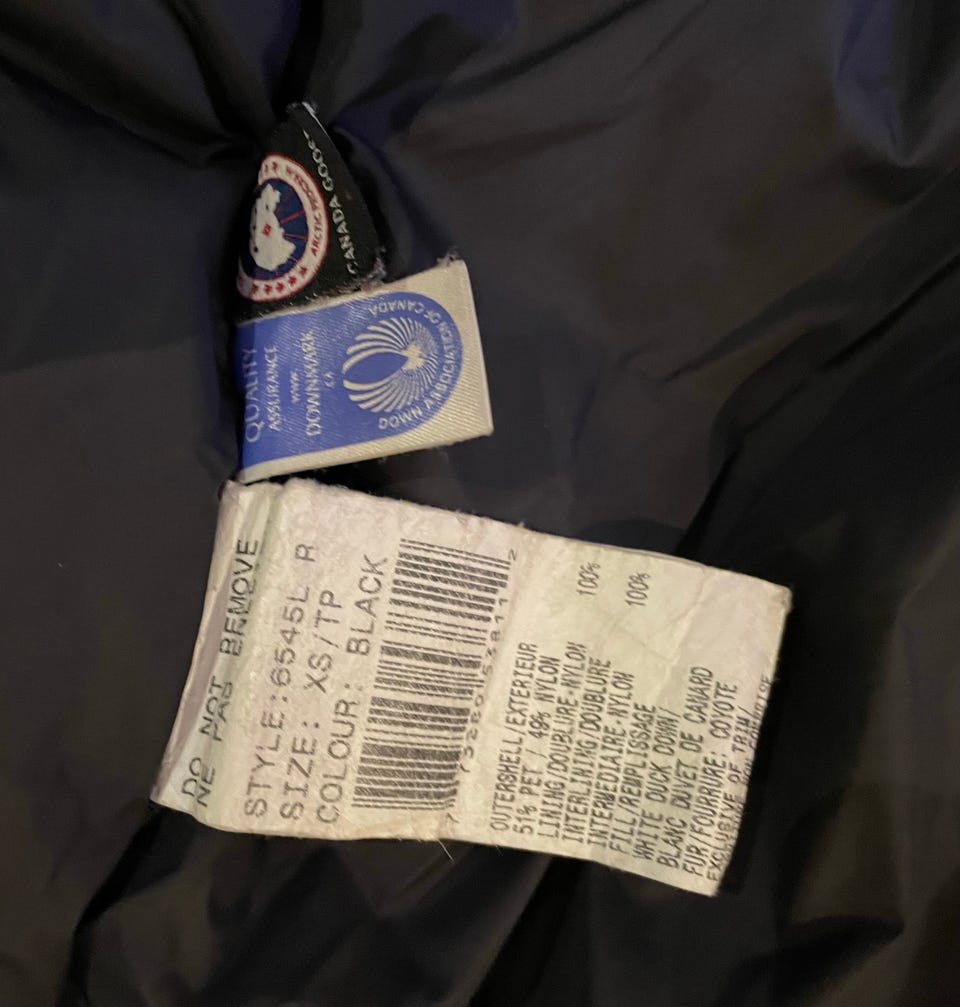 CANADA GOOS
ARCTIC PROGRAM
QUALITY
ASSURANCE
www.
DOWNMARK
.CA
DOWN ASSOCIATION OF CANADA
DO NOT REMOVE
NE PAS
STYLE:6545L R
SIZE: XS/TP
COLOUR: BLACK
OUTERSHELL/EXTERIEUR
51% PET / 49% NYLON
LINING/DOUBLURE-NYLON 100%
INTERLINING/DOUBLURE
INTERMEDIAIRE-NYLON 100%
FILL/REMPLISSAGE
WHITE DUCK DOWN/
BLANC DUVET DE CANARD
FUR/FOURRURE: COYOTE
EXCLUSIVE OF TRIM